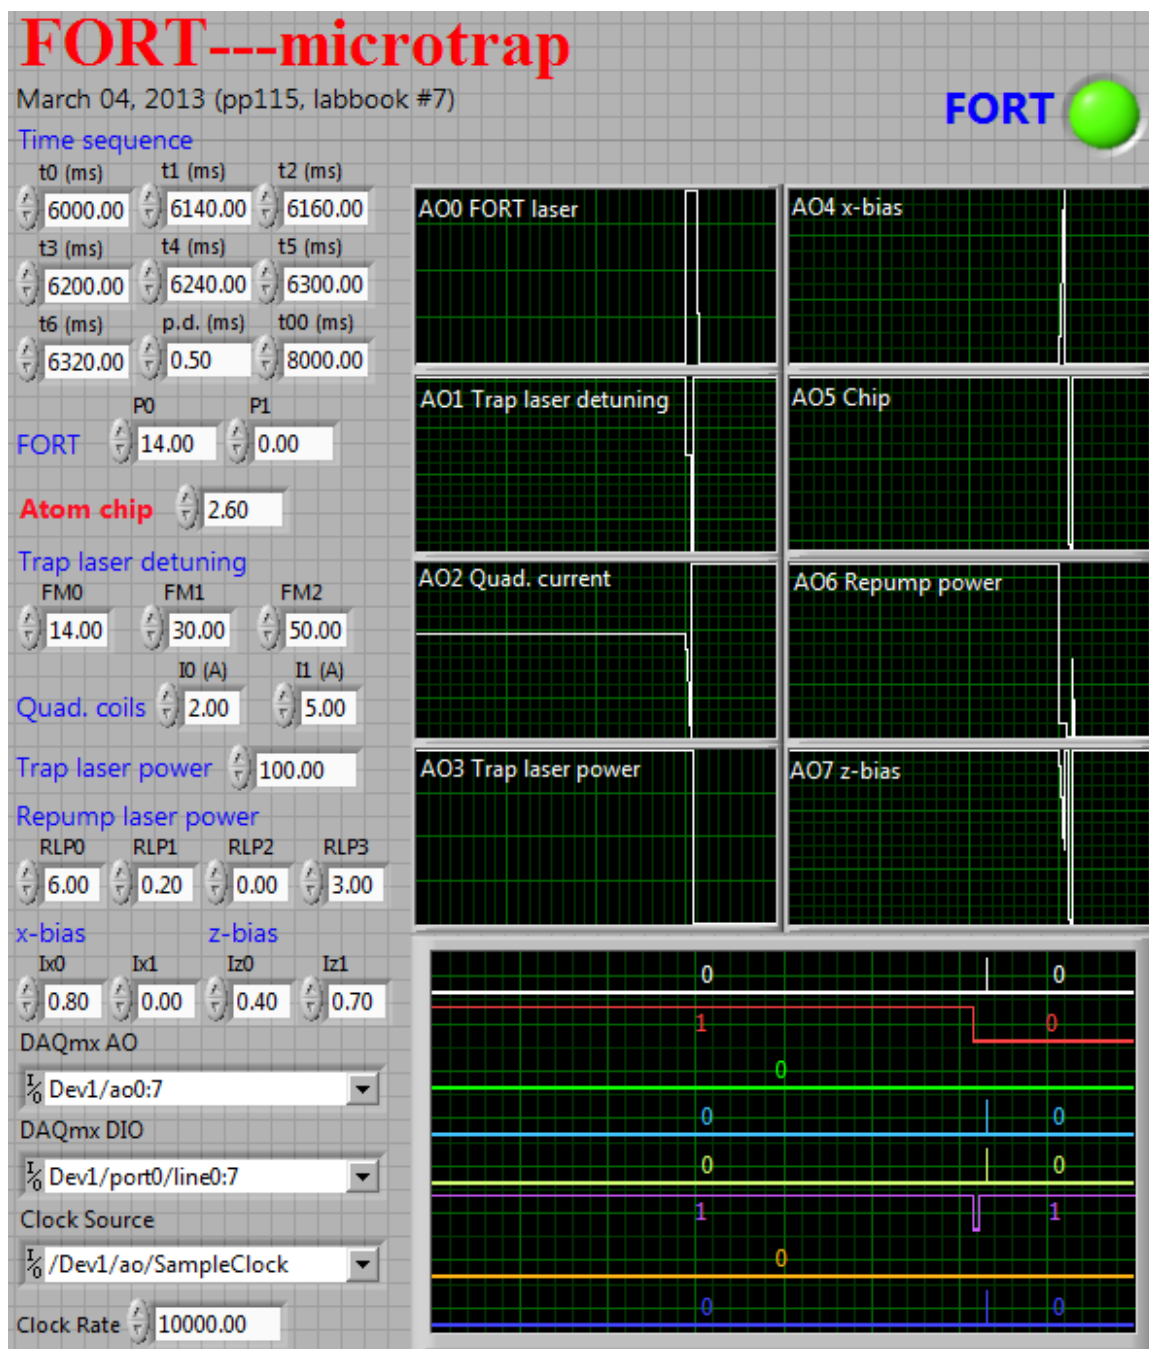 FORT---microtrap
March 04, 2013 (pp115, labbook #7)
FORT
Time sequence
t0 (ms) t1 (ms) t2 (ms)
6000.00 6140.00 6160.00
t3 (ms) t4 (ms) t5 (ms)
6200.00 6240.00 6300.00
t6 (ms) p.d. (ms) t00 (ms)
6320.00 0.50 8000.00
P0 P1
FORT 14.00 0.00
Atom chip 2.60
Trap laser detuning
FM0 FM1 FM2
14.00 30.00 50.00
I0 (A) I1 (A)
Quad. coils 2.00 5.00
Trap laser power 100.00
Repump laser power
RLP0 RLP1 RLP2 RLP3
6.00 0.20 0.00 3.00
x-bias z-bias
Ix0 Ix1 Iz0 Iz1
0.80 0.00 0.40 0.70
DAQmx AO
I/O Dev1/ao0:7
DAQmx DIO
I/O Dev1/port0/line0:7
Clock Source
I/O /Dev1/ao/SampleClock
Clock Rate 10000.00
AO0 FORT laser
AO4 x-bias
AO1 Trap laser detuning
AO5 Chip
AO2 Quad. current
AO6 Repump power
AO3 Trap laser power
AO7 z-bias
0 0
1 0
0
0 0
0 0
1 1
0
0 0